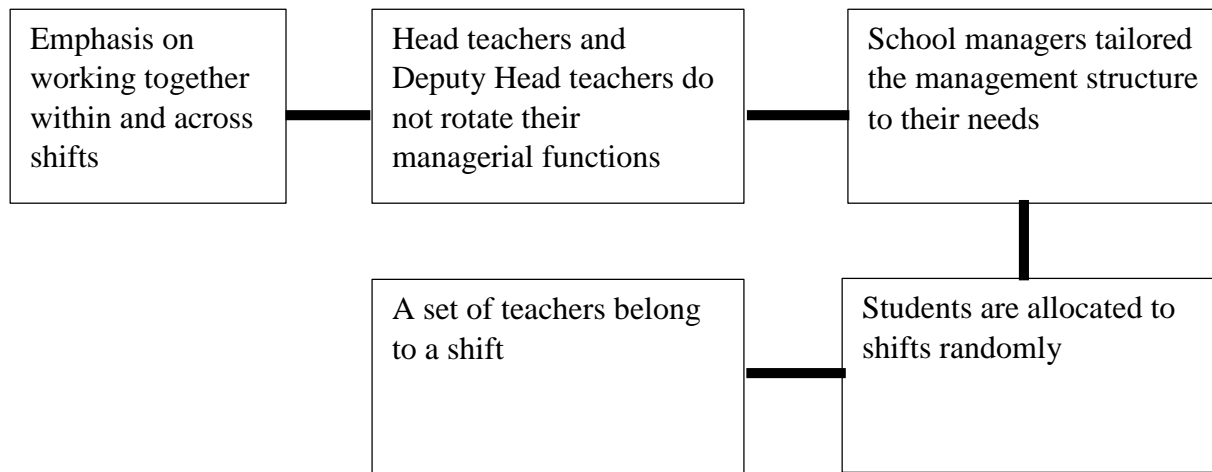 Emphasis on
working together
within and across
shifts
Head teachers and
Deputy Head teachers do
not rotate their
managerial functions
School managers tailored
the management structure
to their needs
A set of teachers belong
to a shift
Students are allocated to
shifts randomly